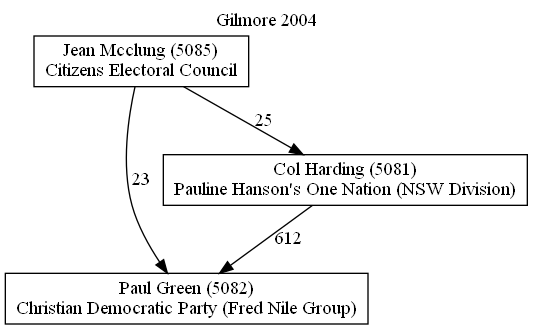 Gilmore 2004
Jean Mcclung (5085)
Citizens Electoral Council
25
Col Harding (5081)
Pauline Hanson's One Nation (NSW Division)
23
612
Paul Green (5082)
Christian Democratic Party (Fred Nile Group)